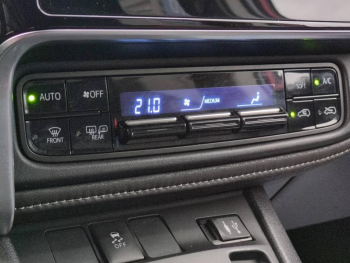 AUTO OFF 21.0 MEDIUM A/C
FRONT REAR
OFF